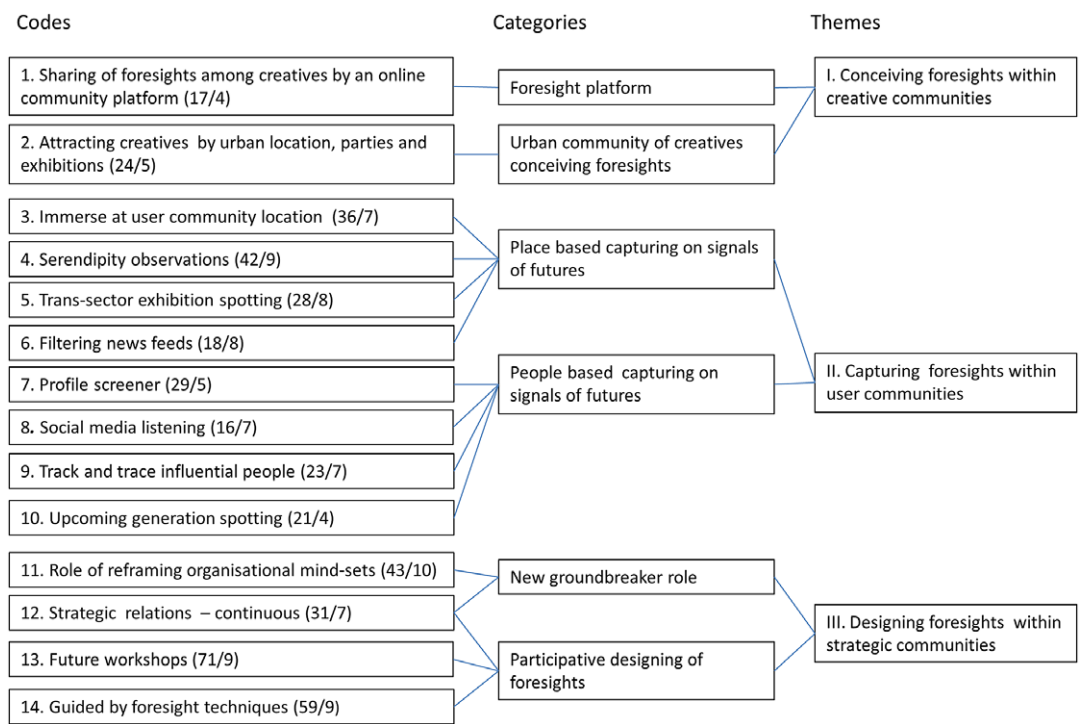 Codes
Categories
Themes
1. Sharing of foresights among creatives by an online
community platform (17/4)
2. Attracting creatives by urban location, parties and
exhibitions (24/5)
3. Immerse at user community location (36/7)
4. Serendipity observations (42/9)
5. Trans-sector exhibition spotting (28/8)
6. Filtering news feeds (18/8)
7. Profile screener (29/5)
8. Social media listening (16/7)
9. Track and trace influential people (23/7)
10. Upcoming generation spotting (21/4)
11. Role of reframing organisational mind-sets (43/10)
12. Strategic relations – continuous (31/7)
13. Future workshops (71/9)
14. Guided by foresight techniques (59/9)
Foresight platform
Urban community of creatives
conceiving foresights
Place based capturing on signals
of futures
People based capturing on
signals of futures
New groundbreaker role
Participative designing of
foresights
I. Conceiving foresights within
creative communities
II. Capturing foresights within
user communities
III. Designing foresights within
strategic communities